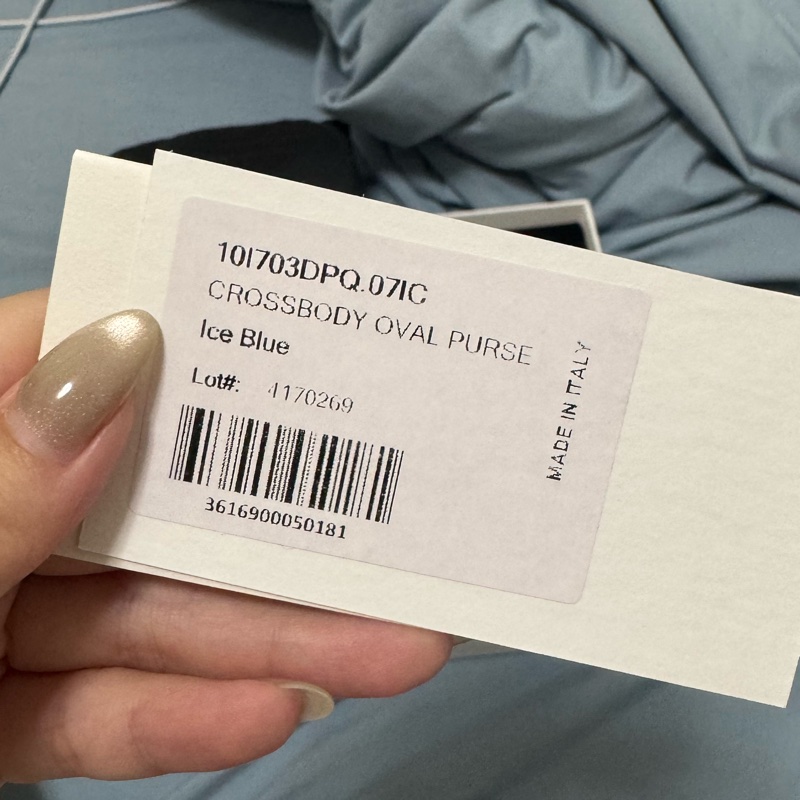 10I703DPQ.07IC
CROSSBODY OVAL PURSE
Ice Blue
Lot#: 4170269
3616900050181
MADE IN ITALY